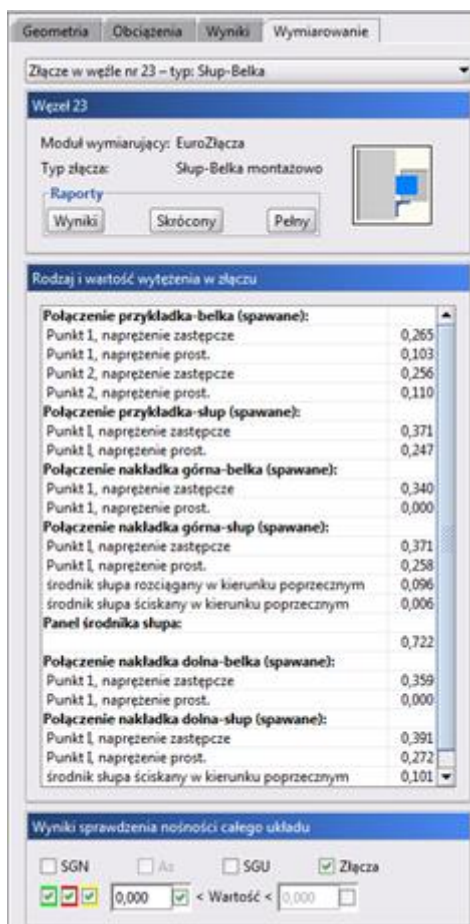 Geometria Obciążenia Wyniki Wymiarowanie
Złącze w węźle nr 23 – typ: Słup-Belka
Węzeł 23
Moduł wymiarujący: EuroZłącza
Typ złącza: Słup-Belka montażowo
Raporty
Wyniki Skrócony Pełny
Rodzaj i wartość wytężenia w złączu
Połączenie przykładka-belka (spawane):
Punkt 1, naprężenie zastępcze 0,265
Punkt 1, naprężenie prost. 0,103
Punkt 2, naprężenie zastępcze 0,256
Punkt 2, naprężenie prost. 0,110
Połączenie przykładka-słup (spawane):
Punkt I, naprężenie zastępcze 0,371
Punkt I, naprężenie prost. 0,247
Połączenie nakładka górna-belka (spawane):
Punkt 1, naprężenie zastępcze 0,340
Punkt 1, naprężenie prost. 0,000
Połączenie nakładka górna-słup (spawane):
Punkt I, naprężenie zastępcze 0,371
Punkt I, naprężenie prost. 0,258
środnik słupa rozciągany w kierunku poprzecznym 0,096
środnik słupa ściskany w kierunku poprzecznym 0,006
Panel środnika słupa:
0,722
Połączenie nakładka dolna-belka (spawane):
Punkt 1, naprężenie zastępcze 0,359
Punkt 1, naprężenie prost. 0,000
Połączenie nakładka dolna-słup (spawane):
Punkt I, naprężenie zastępcze 0,391
Punkt I, naprężenie prost. 0,272
środnik słupa ściskany w kierunku poprzecznym 0,101
Wyniki sprawdzenia nośności całego układu
SGN As SGU Złącza
0,000 < Wartość < 0,000